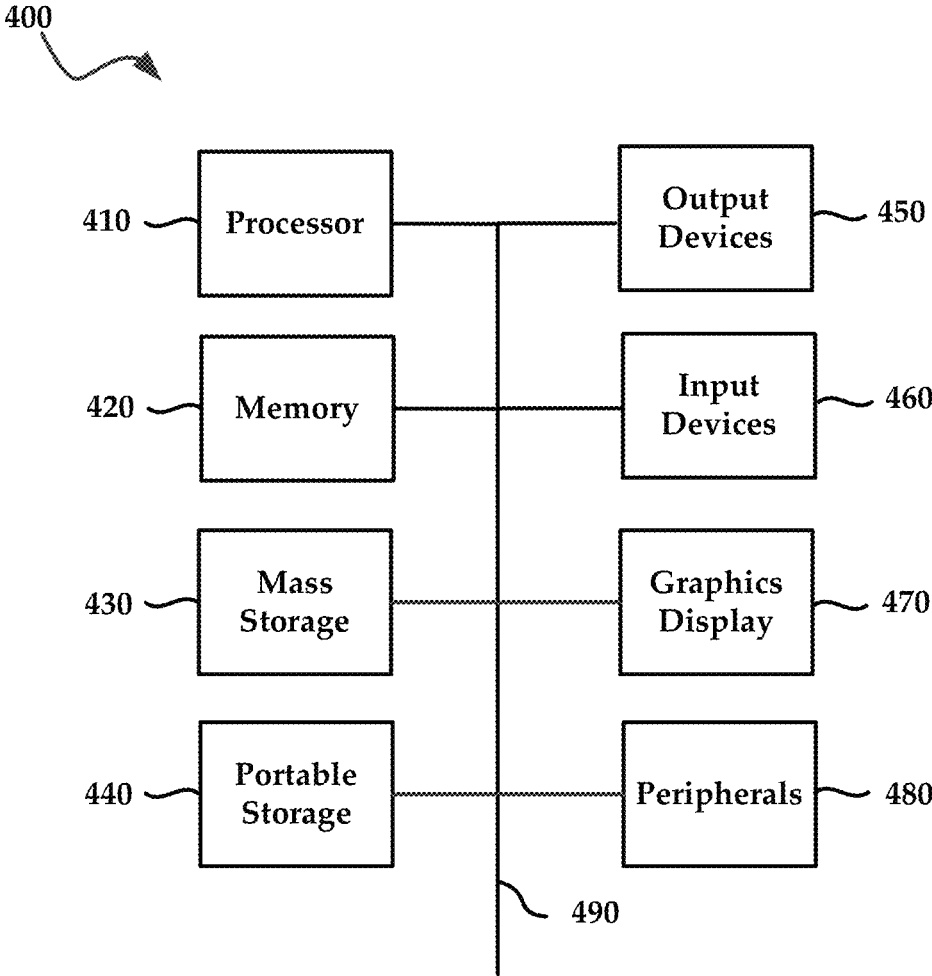 400
410
Processor
Output
Devices
450
420
Memory
Input
Devices
460
430
Mass
Storage
Graphics
Display
470
440
Portable
Storage
Peripherals
480
490